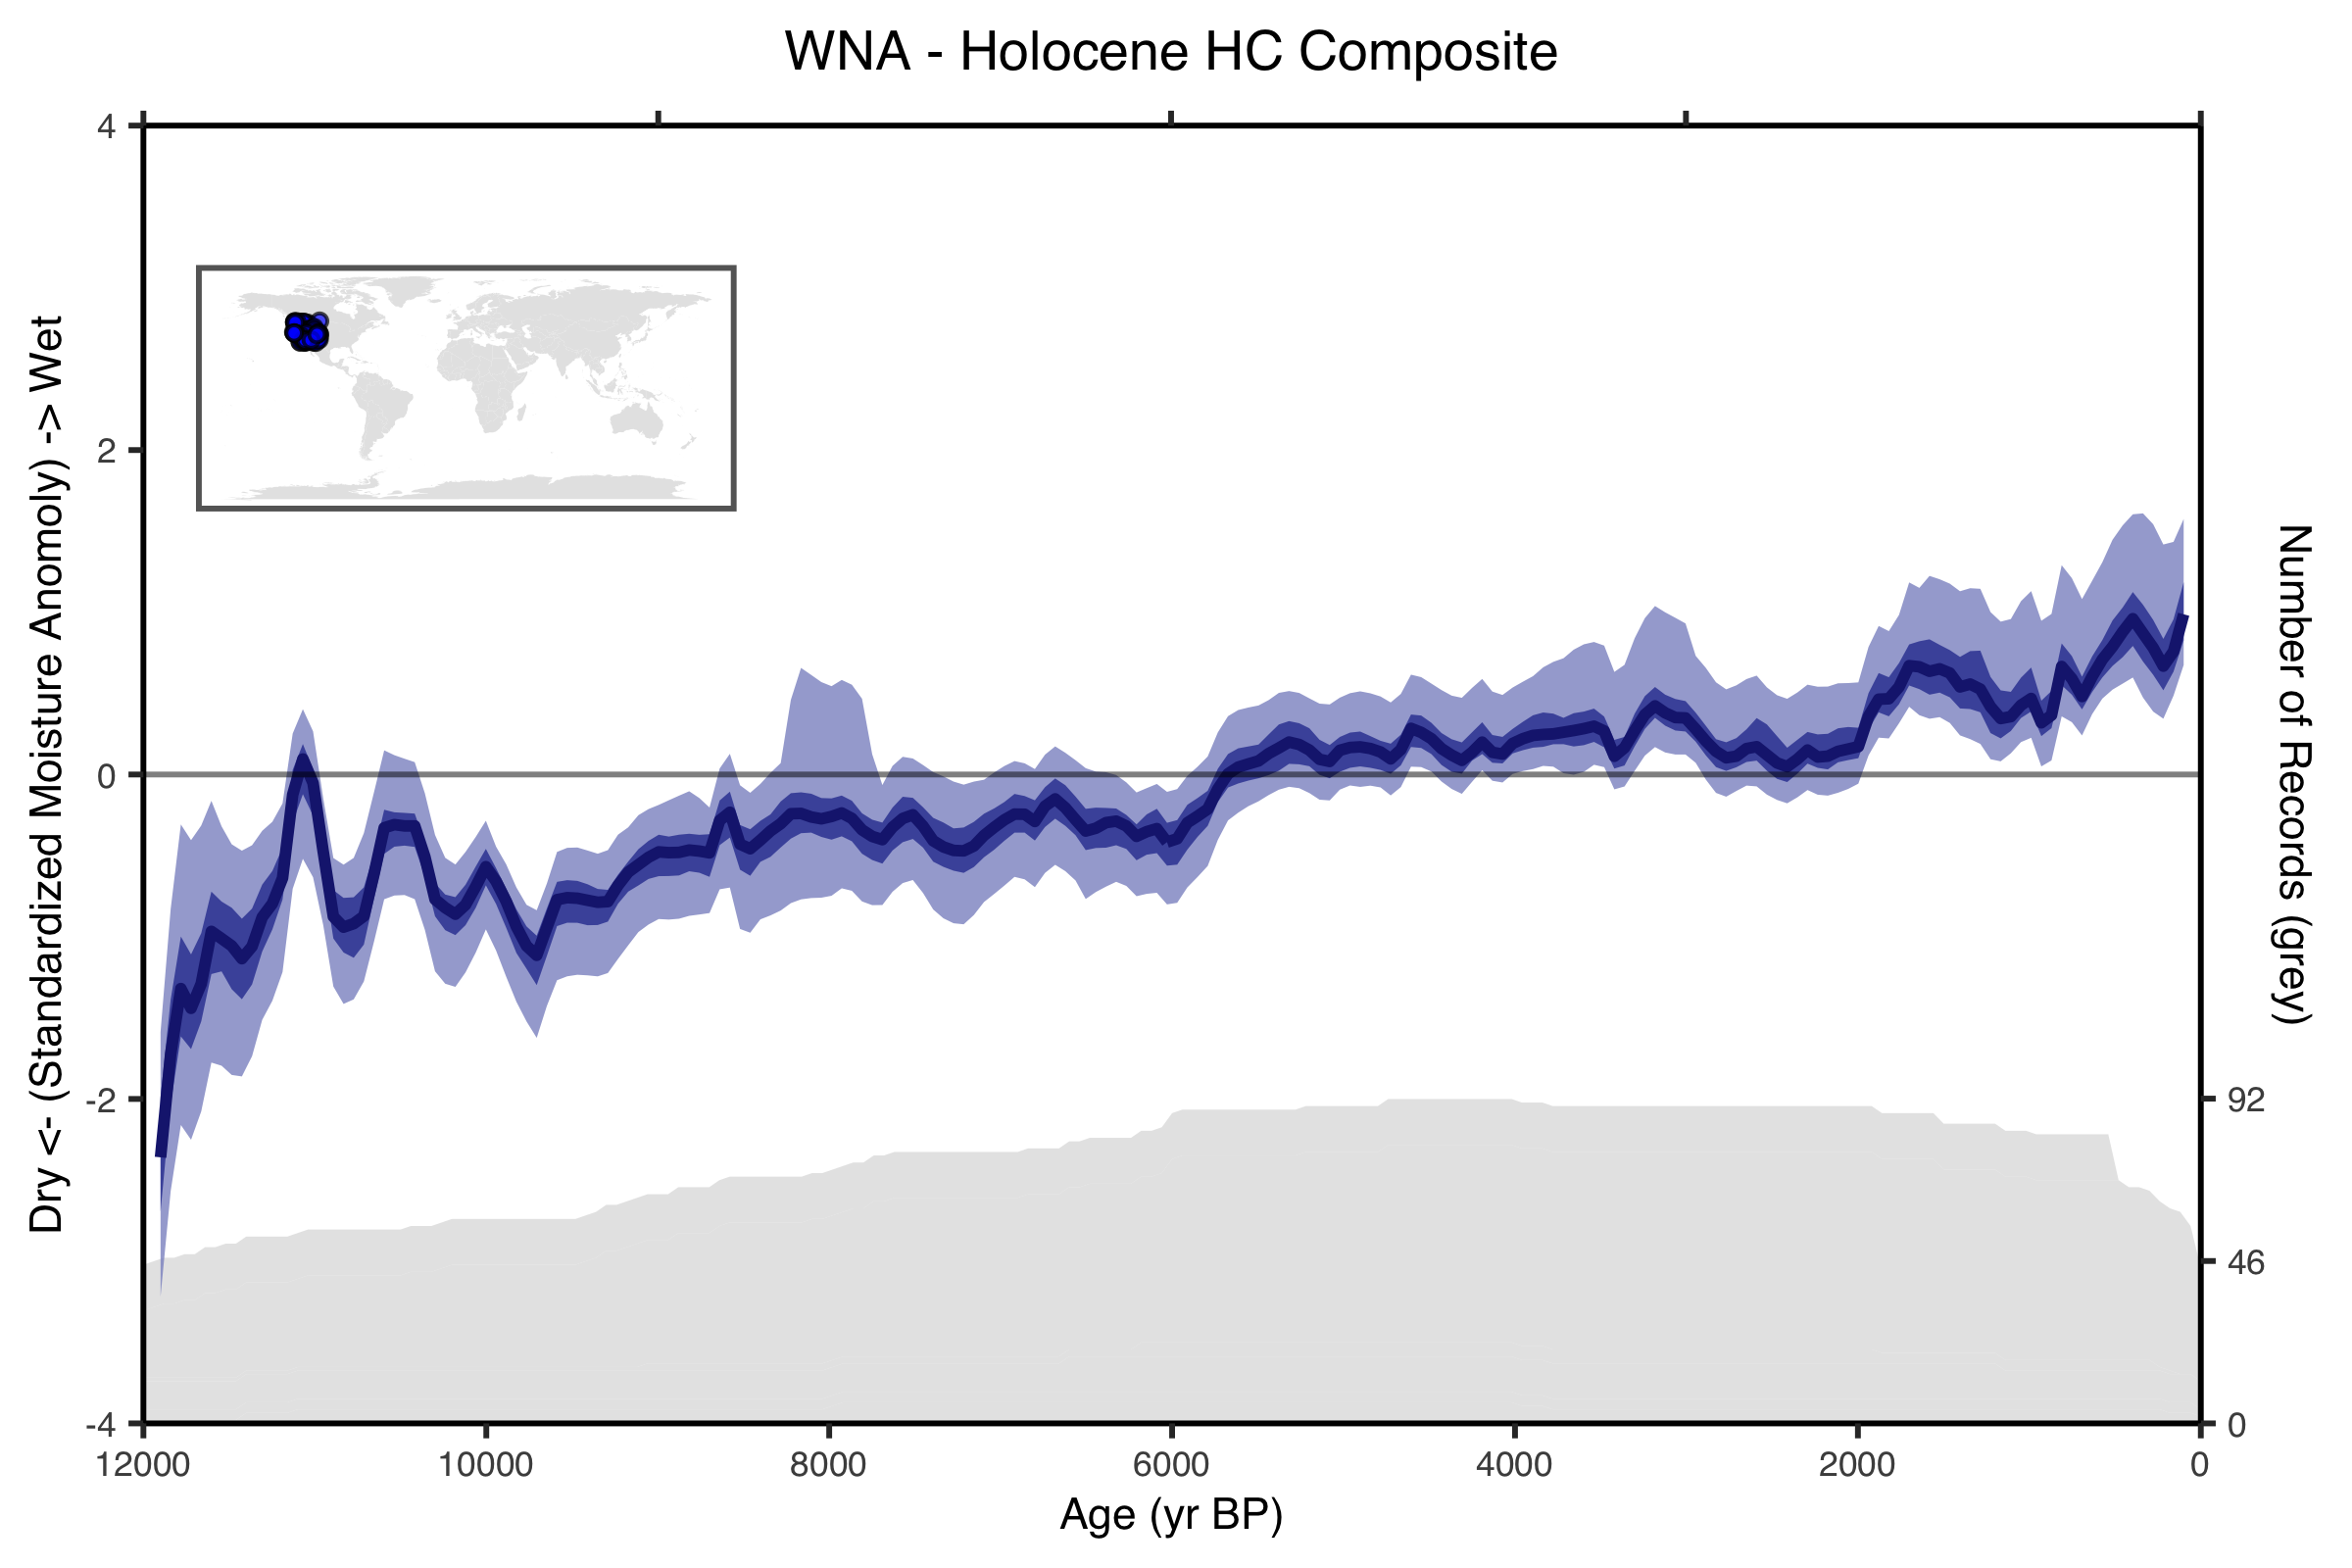 WNA - Holocene HC Composite
Dry <- (Standardized Moisture Anomoly) -> Wet
4
2
0
-2
-4
Number of Records (grey)
92
46
0
12000 10000 8000 6000 4000 2000 0
Age (yr BP)